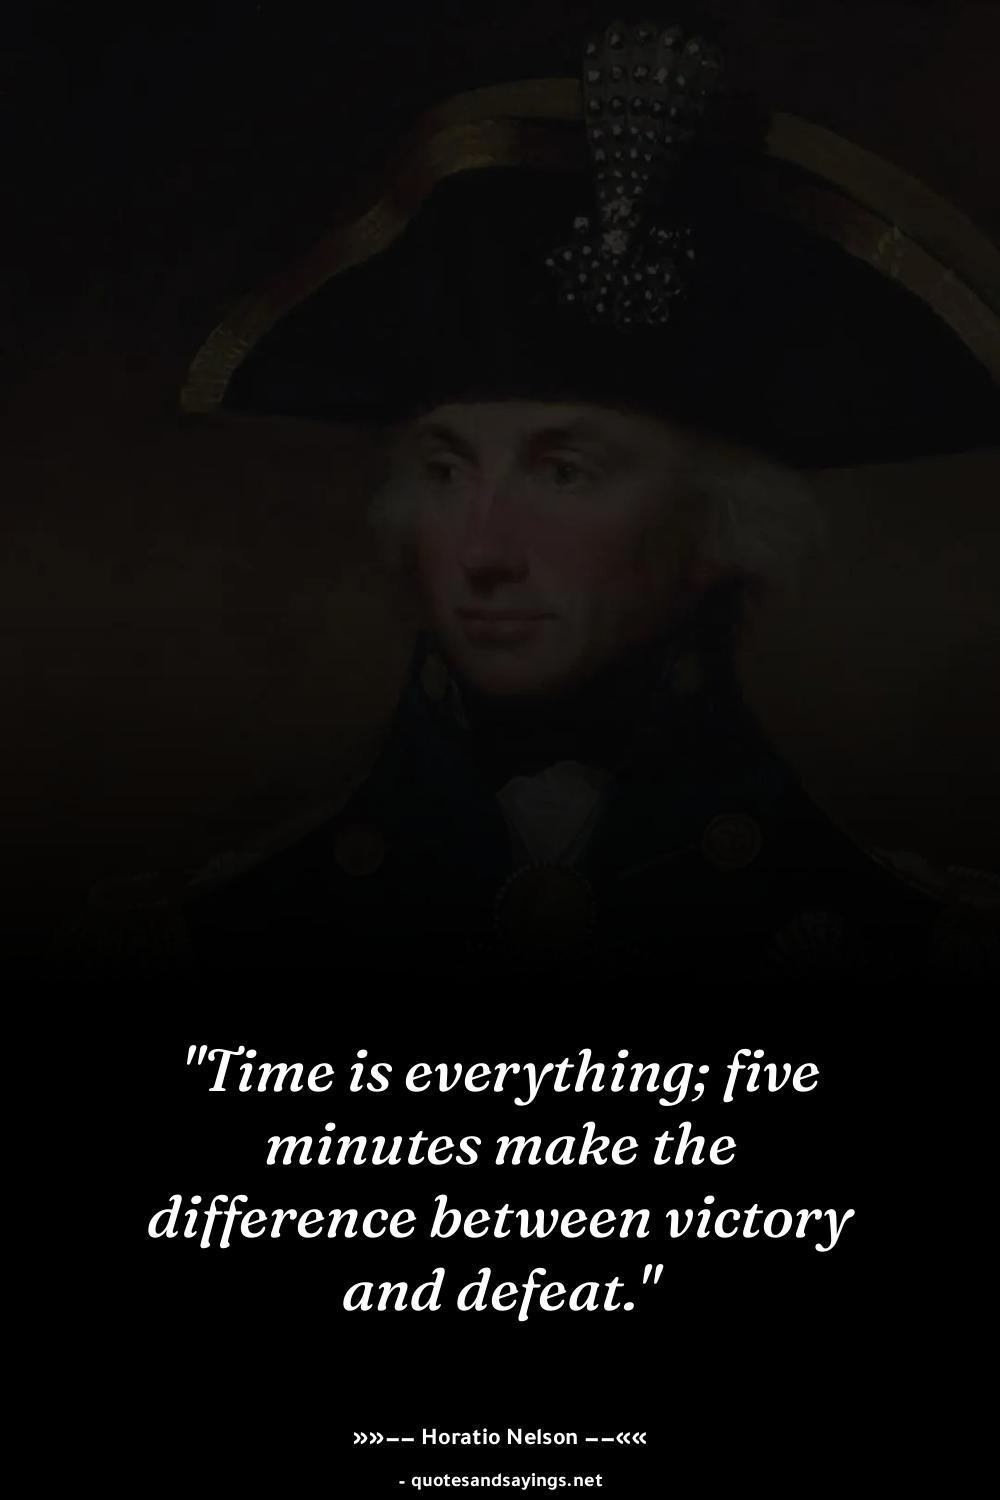 "Time is everything; five
minutes make the
difference between victory
and defeat."
»»–– Horatio Nelson ––««
- quotesandsayings.net